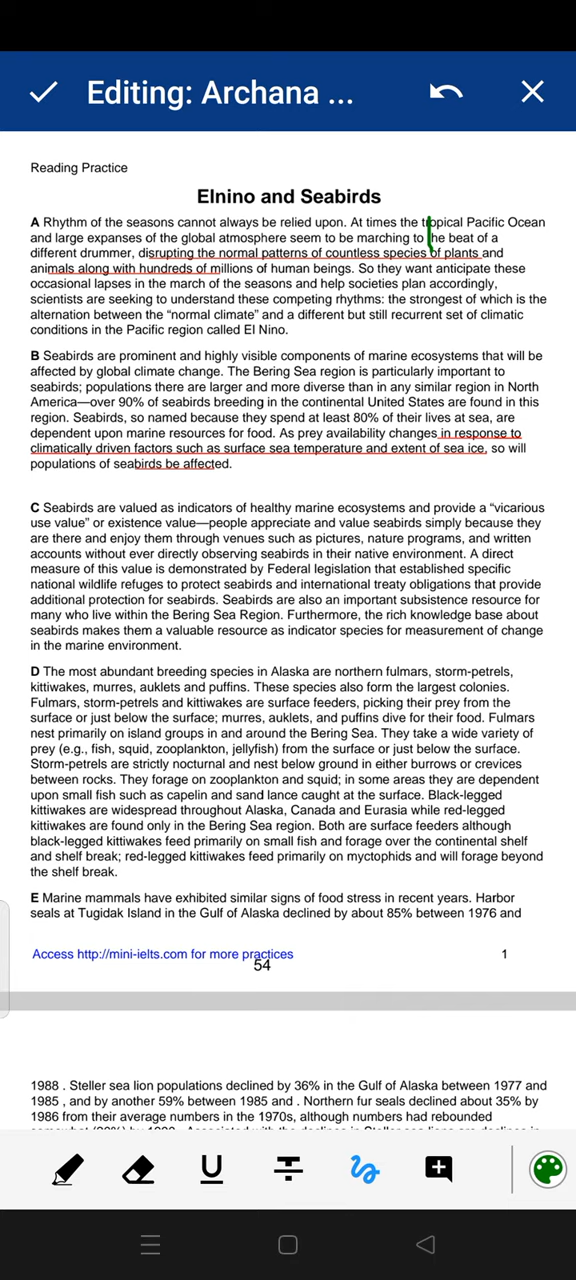 Editing: Archana ...
Reading Practice
Elnino and Seabirds
A Rhythm of the seasons cannot always be relied upon. At times the tropical Pacific Ocean
and large expanses of the global atmosphere seem to be marching to the beat of a
different drummer, disrupting the normal patterns of countless species of plants and
animals along with hundreds of millions of human beings. So they want anticipate these
occasional lapses in the march of the seasons and help societies plan accordingly,
scientists are seeking to understand these competing rhythms: the strongest of which is the
alternation between the “normal climate” and a different but still recurrent set of climatic
conditions in the Pacific region called El Nino.
B Seabirds are prominent and highly visible components of marine ecosystems that will be
affected by global climate change. The Bering Sea region is particularly important to
seabirds; populations there are larger and more diverse than in any similar region in North
America—over 90% of seabirds breeding in the continental United States are found in this
region. Seabirds, so named because they spend at least 80% of their lives at sea, are
dependent upon marine resources for food. As prey availability changes in response to
climatically driven factors such as surface sea temperature and extent of sea ice, so will
populations of seabirds be affected.
C Seabirds are valued as indicators of healthy marine ecosystems and provide a “vicarious
use value” or existence value—people appreciate and value seabirds simply because they
are there and enjoy them through venues such as pictures, nature programs, and written
accounts without ever directly observing seabirds in their native environment. A direct
measure of this value is demonstrated by Federal legislation that established specific
national wildlife refuges to protect seabirds and international treaty obligations that provide
additional protection for seabirds. Seabirds are also an important subsistence resource for
many who live within the Bering Sea Region. Furthermore, the rich knowledge base about
seabirds makes them a valuable resource as indicator species for measurement of change
in the marine environment.
D The most abundant breeding species in Alaska are northern fulmars, storm-petrels,
kittiwakes, murres, auklets and puffins. These species also form the largest colonies.
Fulmars, storm-petrels and kittiwakes are surface feeders, picking their prey from the
surface or just below the surface; murres, auklets, and puffins dive for their food. Fulmars
nest primarily on island groups in and around the Bering Sea. They take a wide variety of
prey (e.g., fish, squid, zooplankton, jellyfish) from the surface or just below the surface.
Storm-petrels are strictly nocturnal and nest below ground in either burrows or crevices
between rocks. They forage on zooplankton and squid; in some areas they are dependent
upon small fish such as capelin and sand lance caught at the surface. Black-legged
kittiwakes are widespread throughout Alaska, Canada and Eurasia while red-legged
kittiwakes are found only in the Bering Sea region. Both are surface feeders although
black-legged kittiwakes feed primarily on small fish and forage over the continental shelf
and shelf break; red-legged kittiwakes feed primarily on myctophids and will forage beyond
the shelf break.
E Marine mammals have exhibited similar signs of food stress in recent years. Harbor
seals at Tugidak Island in the Gulf of Alaska declined by about 85% between 1976 and
Access http://mini-ielts.com for more practices 1
54
1988 . Steller sea lion populations declined by 36% in the Gulf of Alaska between 1977 and
1985 , and by another 59% between 1985 and . Northern fur seals declined about 35% by
1986 from their average numbers in the 1970s, although numbers had rebounded